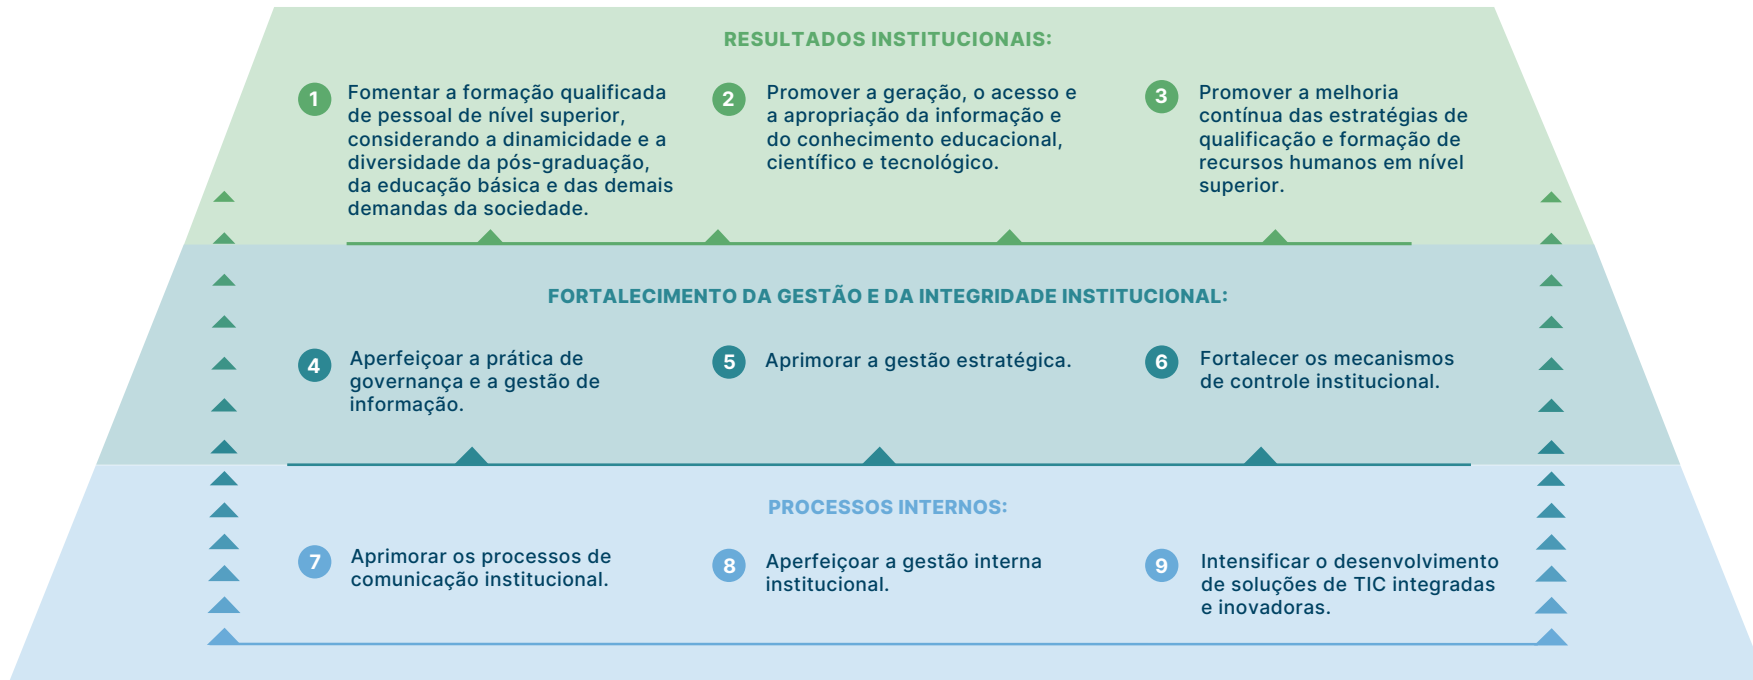 RESULTADOS INSTITUCIONAIS:
1
Fomentar a formação qualificada
de pessoal de nível superior,
considerando a dinamicidade e a
diversidade da pós-graduação,
da educação básica e das demais
demandas da sociedade.
2
Promover a geração, o acesso e
a apropriação da informação e
do conhecimento educacional,
científico e tecnológico.
3
Promover a melhoria
contínua das estratégias de
qualificação e formação de
recursos humanos em nível
superior.
FORTALECIMENTO DA GESTÃO E DA INTEGRIDADE INSTITUCIONAL:
4
Aperfeiçoar a prática de
governança e a gestão de
informação.
5
Aprimorar a gestão estratégica.
6
Fortalecer os mecanismos
de controle institucional.
PROCESSOS INTERNOS:
7
Aprimorar os processos de
comunicação institucional.
8
Aperfeiçoar a gestão interna
institucional.
9
Intensificar o desenvolvimento
de soluções de TIC integradas
e inovadoras.